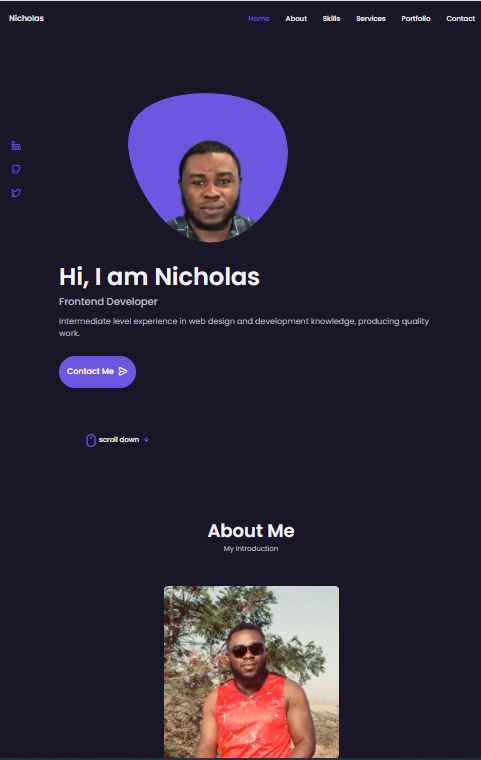 Nicholas
Home About Skills Services Portfolio Contact
Hi, I am Nicholas
Frontend Developer
Intermediate level experience in web design and development knowledge, producing quality
work.
Contact Me
scroll down
About Me
My Introduction